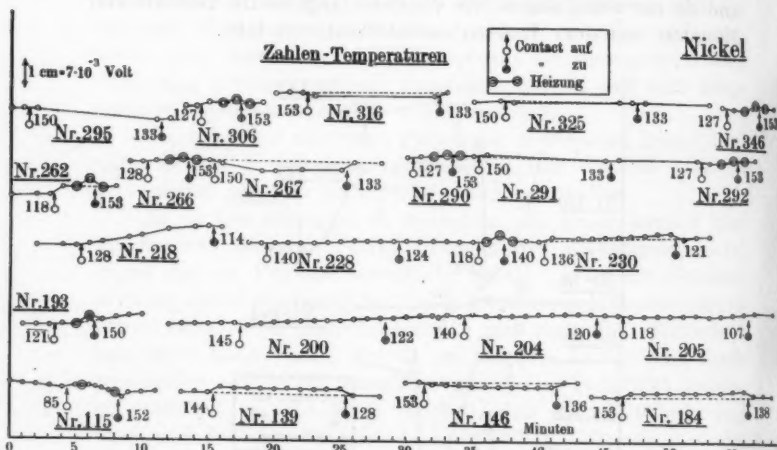 Zahlen-Temperaturen
Nickel
Contact auf
" zu
Heizung
1 cm=7·10⁻³ Volt
150 133 127 153 153 133 150 133 127 153
Nr.295 Nr.306 Nr.316 Nr.325 Nr.346
Nr.262
118 153 128 153 150 133 127 153 150 133 127 153
Nr.266 Nr.267 Nr.290 Nr.291 Nr.292
128 114 140 124 118 140 136 121
Nr.218 Nr.228 Nr.230
Nr.193
121 150 145 122 140 120 118 107
Nr.200 Nr.204 Nr.205
85 152 144 128 153 136 153 138
Nr.115 Nr.139 Nr.146 Nr.184
Minuten
0 10 20 30 40 50